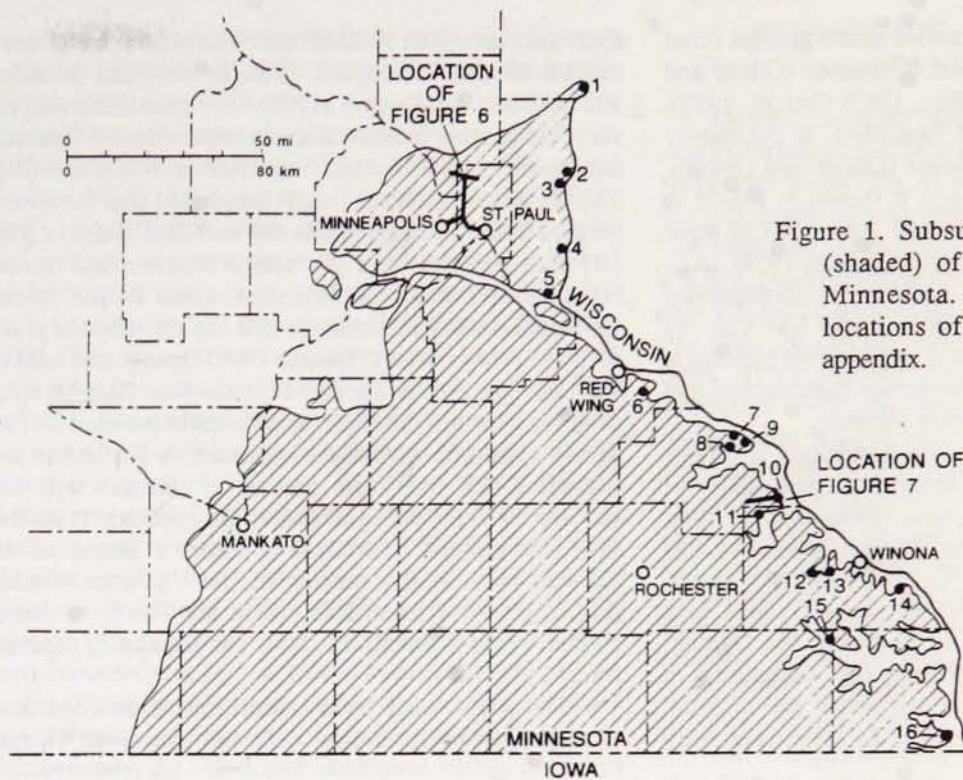 LOCATION
OF
FIGURE 6
1
0 50 mi
0 80 km
2
3
MINNEAPOLIS
ST. PAUL
4
5
WISCONSIN
RED
WING
6
7
9
8
10
LOCATION OF
FIGURE 7
11
MANKATO
ROCHESTER
WINONA
12
13
14
15
16
MINNESOTA
IOWA
Figure 1. Subsu
(shaded) of
Minnesota.
locations of
appendix.